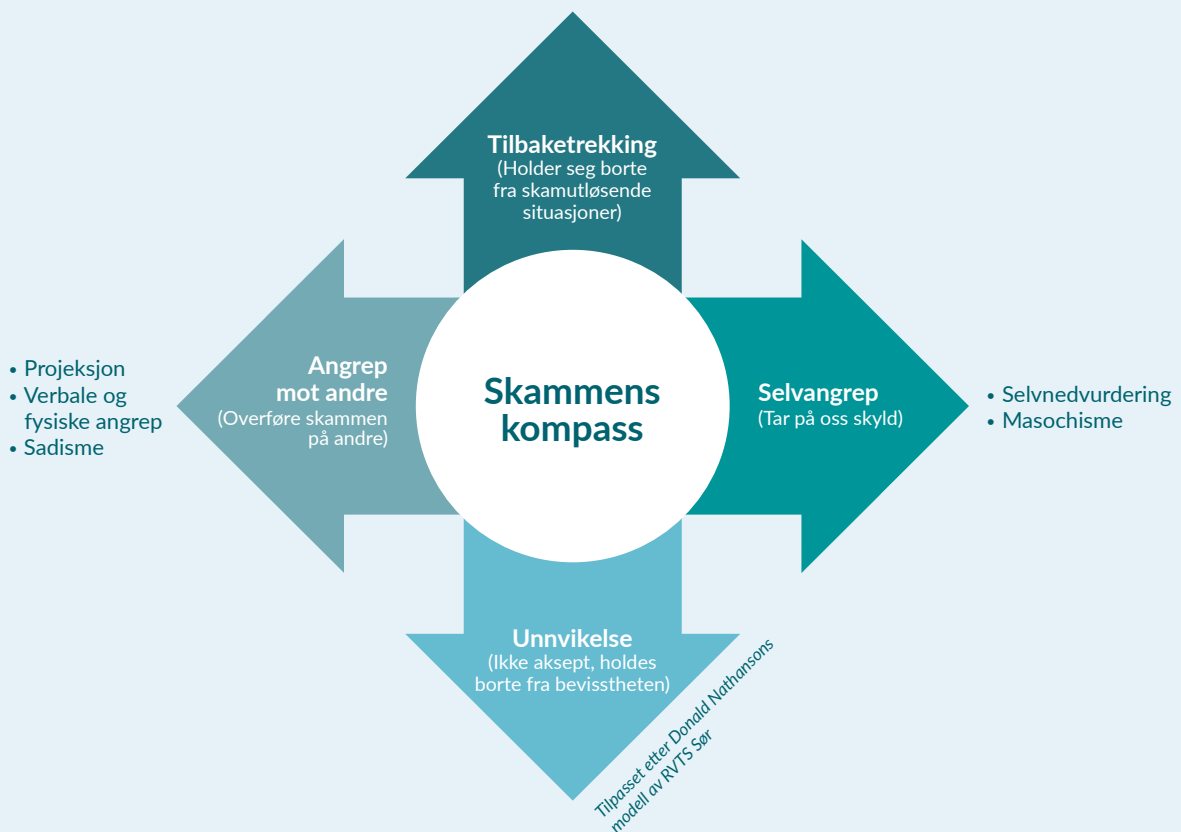 Tilbaketrekking
(Holder seg borte
fra skamutløsende
situasjoner)
• Projeksjon
• Verbale og
fysiske angrep
• Sadisme
Angrep
mot andre
(Overføre skammen
på andre)
Skammens
kompass
Selvangrep
(Tar på oss skyld)
• Selvnedvurdering
• Masochisme
Unnvikelse
(Ikke aksept, holdes
borte fra bevisstheten)
Tilpasset etter Donald Nathansons
modell av RVTS Sør